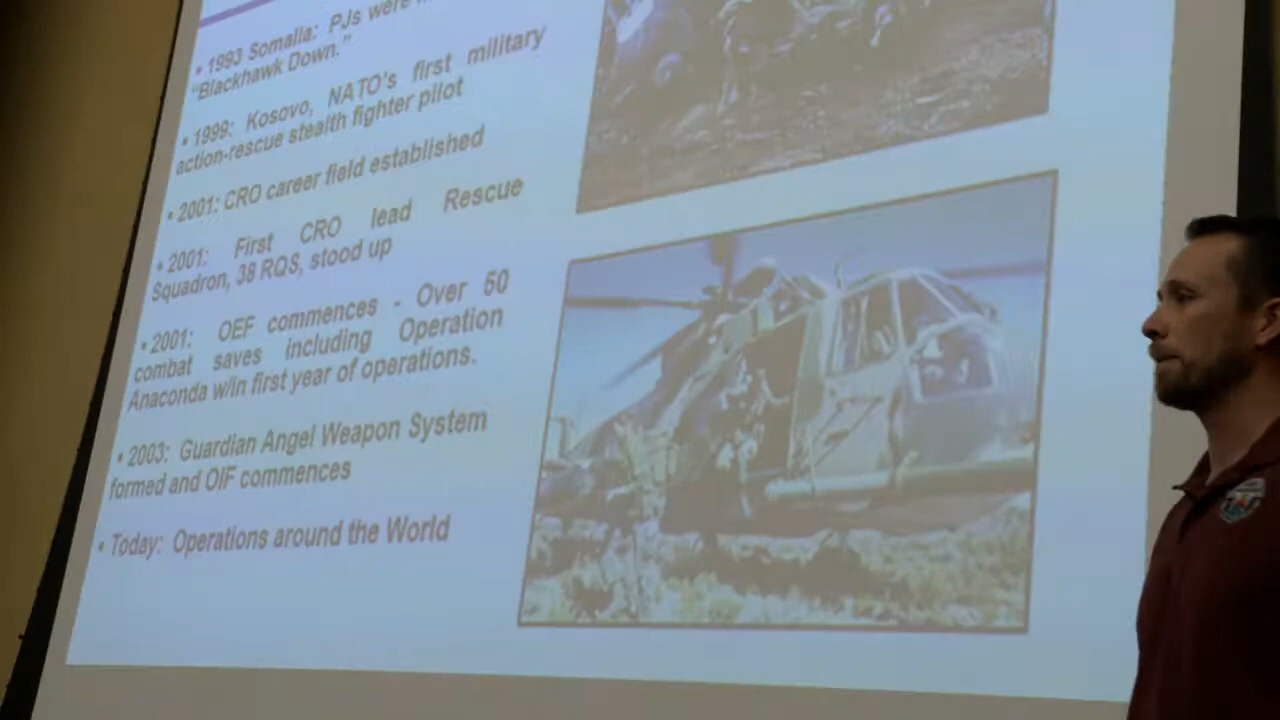 • 1993 Somalia: PJs were
"Blackhawk Down."
• 1999: Kosovo, NATO's first military
action-rescue stealth fighter pilot
• 2001: CRO career field established
• 2001: First CRO lead Rescue
Squadron, 38 RQS, stood up
• 2001: OEF commences - Over 60
combat saves including Operation
Anaconda w/in first year of operations.
• 2003: Guardian Angel Weapon System
formed and OIF commences
• Today: Operations around the World